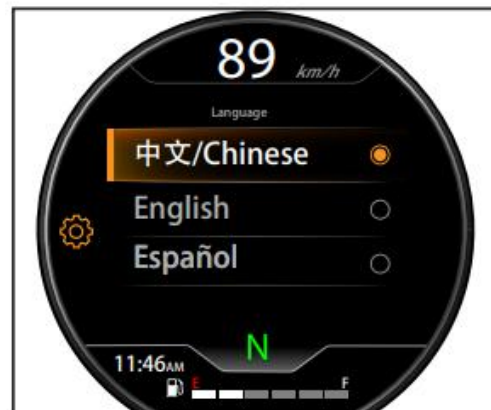 89 km/h
Language
中文/Chinese
English
Español
N
11:46AM
E F